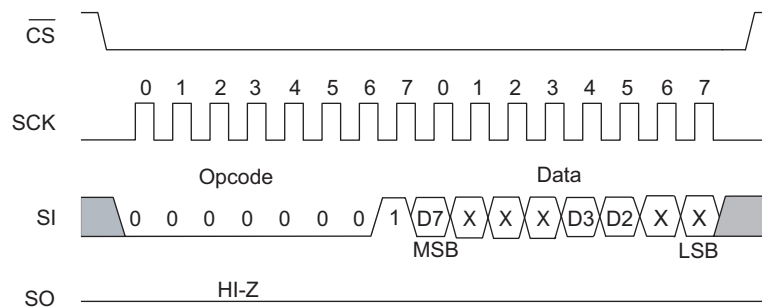 CS
0 1 2 3 4 5 6 7 0 1 2 3 4 5 6 7
SCK
Opcode Data
SI 0 0 0 0 0 0 0 1 D7 X X X D3 D2 X X
MSB LSB
HI-Z
SO